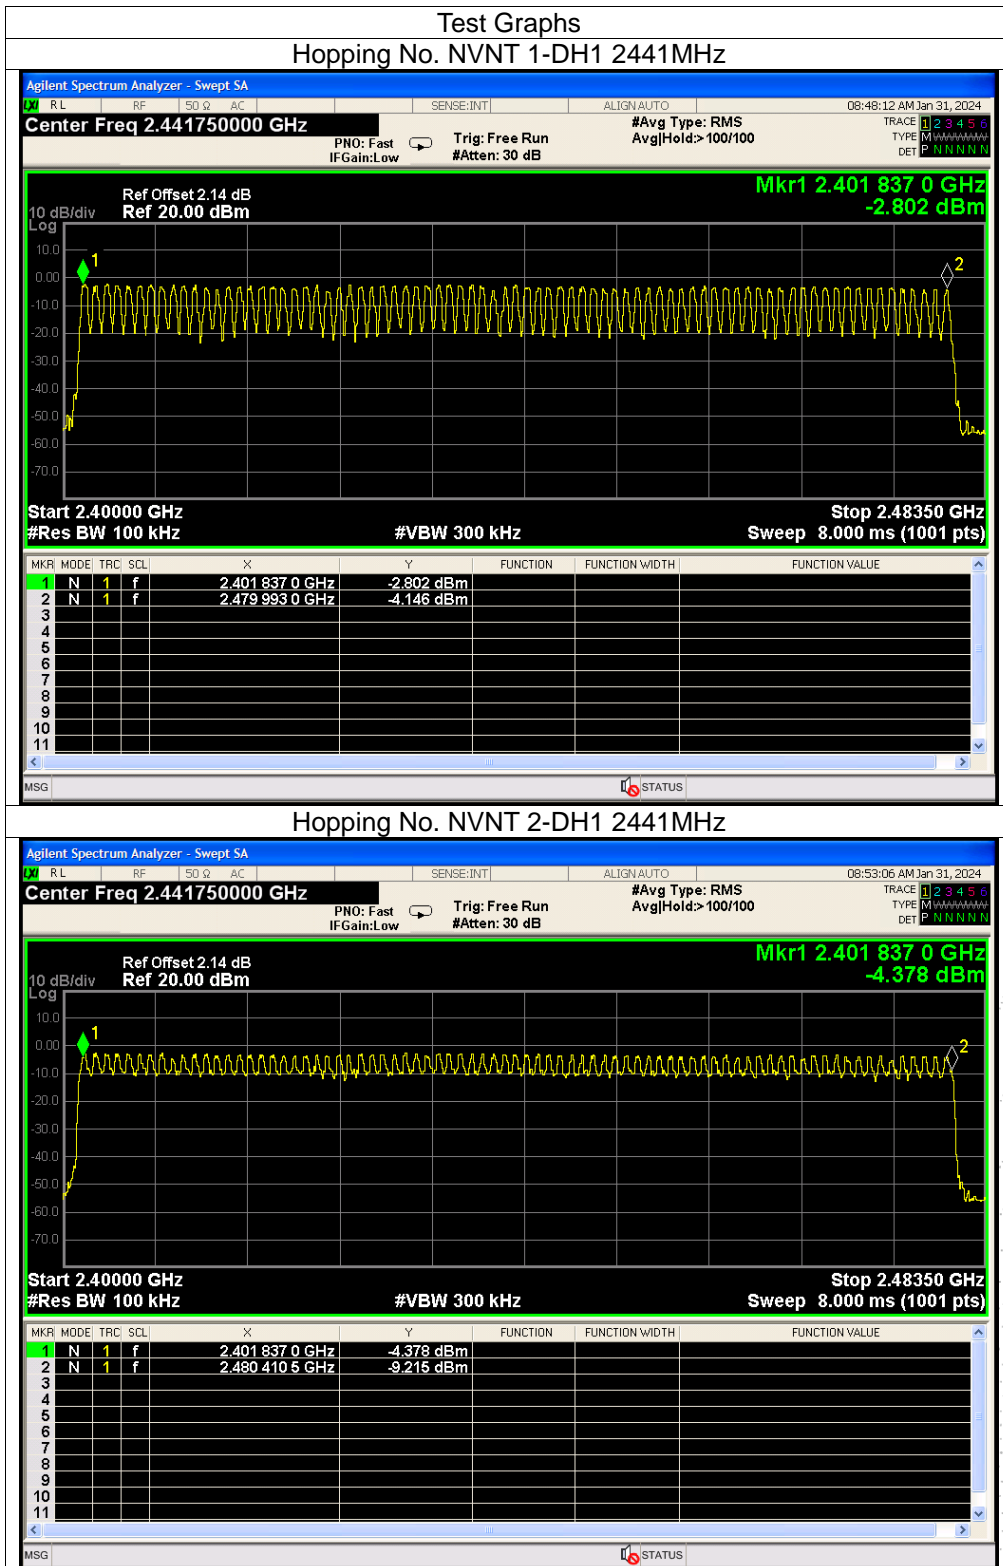 Test Graphs
Hopping No. NVNT 1-DH1 2441MHz
Agilent Spectrum Analyzer - Swept SA
LXI RL RF 50 Ω AC SENSE:INT ALIGN AUTO 08:48:12 AM Jan 31, 2024
Center Freq 2.441750000 GHz #Avg Type: RMS TRACE 1 2 3 4 5 6
PNO: Fast Trig: Free Run Avg|Hold:>100/100 TYPE M
IFGain:Low #Atten: 30 dB DET P N N N N N
Mkr1 2.401 837 0 GHz
Ref Offset 2.14 dB
10 dB/div Ref 20.00 dBm -2.802 dBm
Log
10.0
1
2
0.00
-10.0
-20.0
-30.0
-40.0
-50.0
-60.0
-70.0
Start 2.40000 GHz Stop 2.48350 GHz
#Res BW 100 kHz #VBW 300 kHz Sweep 8.000 ms (1001 pts)
MKR MODE TRC SCL X Y FUNCTION FUNCTION WIDTH FUNCTION VALUE
1 N 1 f 2.401 837 0 GHz -2.802 dBm
2 N 1 f 2.479 993 0 GHz -4.146 dBm
3
4
5
6
7
8
9
10
11
MSG STATUS
Hopping No. NVNT 2-DH1 2441MHz
Agilent Spectrum Analyzer - Swept SA
LXI RL RF 50 Ω AC SENSE:INT ALIGN AUTO 08:53:06 AM Jan 31, 2024
Center Freq 2.441750000 GHz #Avg Type: RMS TRACE 1 2 3 4 5 6
PNO: Fast Trig: Free Run Avg|Hold:>100/100 TYPE M
IFGain:Low #Atten: 30 dB DET P N N N N N
Mkr1 2.401 837 0 GHz
Ref Offset 2.14 dB
10 dB/div Ref 20.00 dBm -4.378 dBm
Log
10.0
1
2
0.00
-10.0
-20.0
-30.0
-40.0
-50.0
-60.0
-70.0
Start 2.40000 GHz Stop 2.48350 GHz
#Res BW 100 kHz #VBW 300 kHz Sweep 8.000 ms (1001 pts)
MKR MODE TRC SCL X Y FUNCTION FUNCTION WIDTH FUNCTION VALUE
1 N 1 f 2.401 837 0 GHz -4.378 dBm
2 N 1 f 2.480 410 5 GHz -9.215 dBm
3
4
5
6
7
8
9
10
11
MSG STATUS